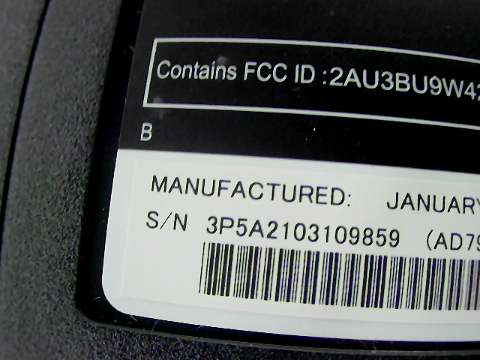 Contains FCC ID :2AU3BU9W42
B
MANUFACTURED: JANUARY
S/N 3P5A2103109859 (AD79